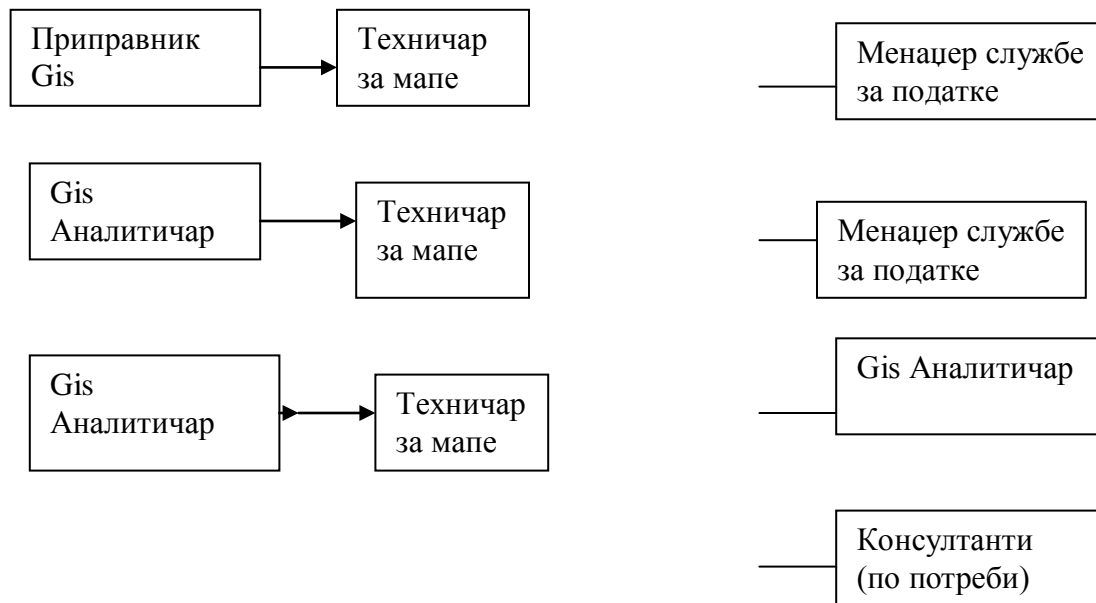 Приправник
Gis
Техничар
за мапе
Менаџер службе
за податке
Gis
Аналитичар
Техничар
за мапе
Менаџер службе
за податке
Gis
Аналитичар
Техничар
за мапе
Gis Аналитичар
Консултанти
(по потреби)